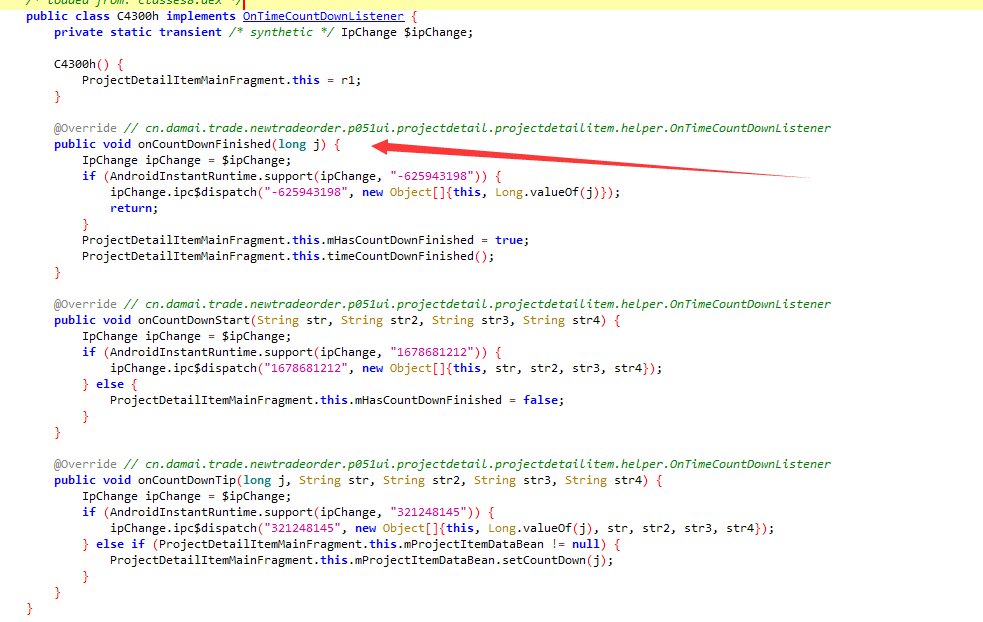 /* loaded from: classes8.dex */
public class C4300h implements OnTimeCountDownListener {
    private static transient /* synthetic */ IpChange $ipChange;

    C4300h() {
        ProjectDetailItemMainFragment.this = r1;
    }

    @Override // cn.damai.trade.newtradeorder.p051ui.projectdetail.projectdetailitem.helper.OnTimeCountDownListener
    public void onCountDownFinished(long j) {
        IpChange ipChange = $ipChange;
        if (AndroidInstantRuntime.support(ipChange, "-625943198")) {
            ipChange.ipc$dispatch("-625943198", new Object[]{this, Long.valueOf(j)});
            return;
        }
        ProjectDetailItemMainFragment.this.mHasCountDownFinished = true;
        ProjectDetailItemMainFragment.this.timeCountDownFinished();
    }

    @Override // cn.damai.trade.newtradeorder.p051ui.projectdetail.projectdetailitem.helper.OnTimeCountDownListener
    public void onCountDownStart(String str, String str2, String str3, String str4) {
        IpChange ipChange = $ipChange;
        if (AndroidInstantRuntime.support(ipChange, "1678681212")) {
            ipChange.ipc$dispatch("1678681212", new Object[]{this, str, str2, str3, str4});
        } else {
            ProjectDetailItemMainFragment.this.mHasCountDownFinished = false;
        }
    }

    @Override // cn.damai.trade.newtradeorder.p051ui.projectdetail.projectdetailitem.helper.OnTimeCountDownListener
    public void onCountDownTip(long j, String str, String str2, String str3, String str4) {
        IpChange ipChange = $ipChange;
        if (AndroidInstantRuntime.support(ipChange, "321248145")) {
            ipChange.ipc$dispatch("321248145", new Object[]{this, Long.valueOf(j), str, str2, str3, str4});
        } else if (ProjectDetailItemMainFragment.this.mProjectItemDataBean != null) {
            ProjectDetailItemMainFragment.this.mProjectItemDataBean.setCountDown(j);
        }
    }
}